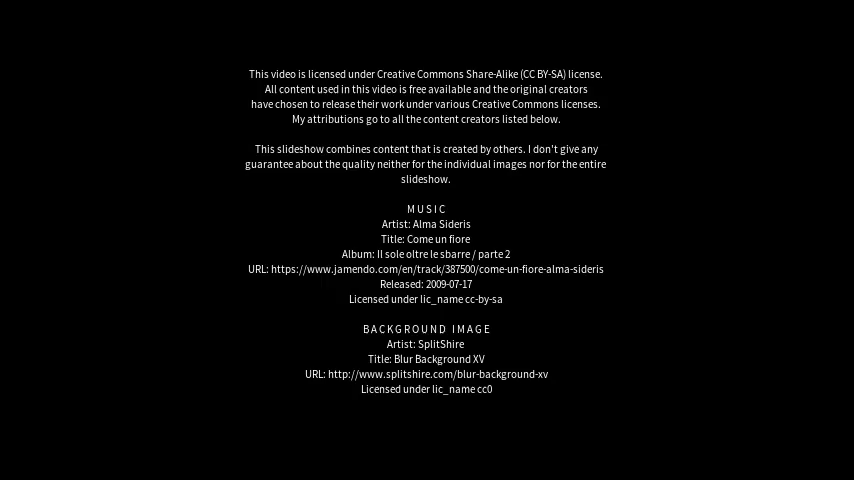 This video is licensed under Creative Commons Share-Alike (CC BY-SA) license.
All content used in this video is free available and the original creators
have chosen to release their work under various Creative Commons licenses.
My attributions go to all the content creators listed below.
This slideshow combines content that is created by others. I don't give any
guarantee about the quality neither for the individual images nor for the entire
slideshow.
MUSIC
Artist: Alma Sideris
Title: Come un fiore
Album: Il sole oltre le sbarre / parte 2
URL: https://www.jamendo.com/en/track/387500/come-un-fiore-alma-sideris
Released: 2009-07-17
Licensed under lic_name cc-by-sa
BACKGROUND IMAGE
Artist: SplitShire
Title: Blur Background XV
URL: http://www.splitshire.com/blur-background-xv
Licensed under lic_name cc0